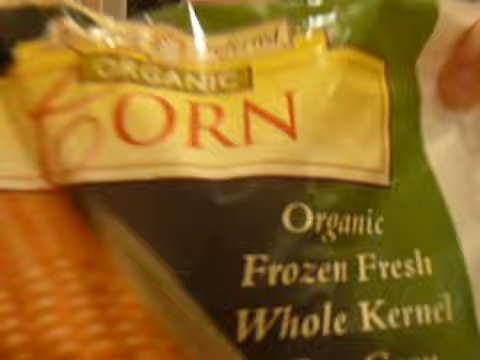 ORGANIC
CORN
Organic
Frozen Fresh
Whole Kernel